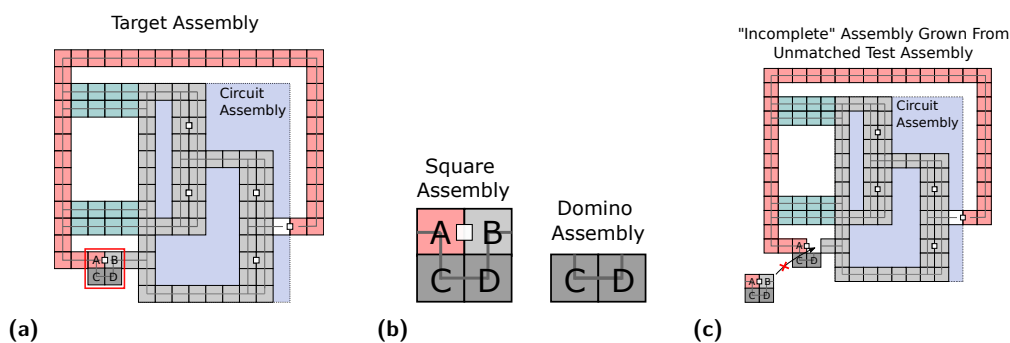 Target Assembly
Circuit
Assembly
A B
C D
(a)
Square
Assembly
A B
C D
Domino
Assembly
C D
(b)
"Incomplete" Assembly Grown From
Unmatched Test Assembly
Circuit
Assembly
A
C D
A B
C D
(c)